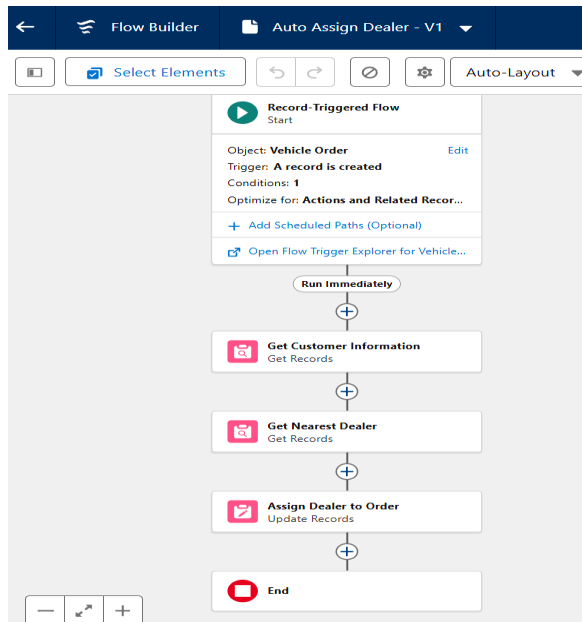 Flow Builder
Auto Assign Dealer - V1
Select Elements
Auto-Layout
Record-Triggered Flow
Start
Object: Vehicle Order
Edit
Trigger: A record is created
Conditions: 1
Optimize for: Actions and Related Recor...
Add Scheduled Paths (Optional)
Open Flow Trigger Explorer for Vehicle...
Run Immediately
Get Customer Information
Get Records
Get Nearest Dealer
Get Records
Assign Dealer to Order
Update Records
End